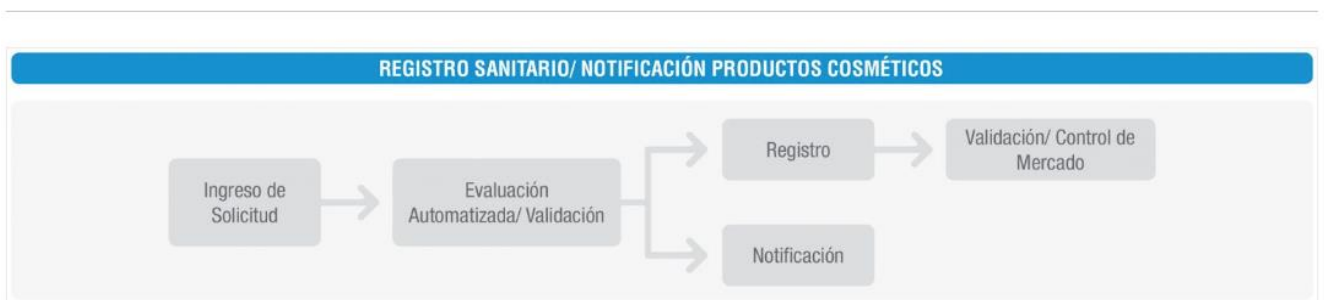 REGISTRO SANITARIO/ NOTIFICACIÓN PRODUCTOS COSMÉTICOS
Ingreso de
Solicitud
Evaluación
Automatizada/ Validación
Registro
Validación/ Control de
Mercado
Notificación